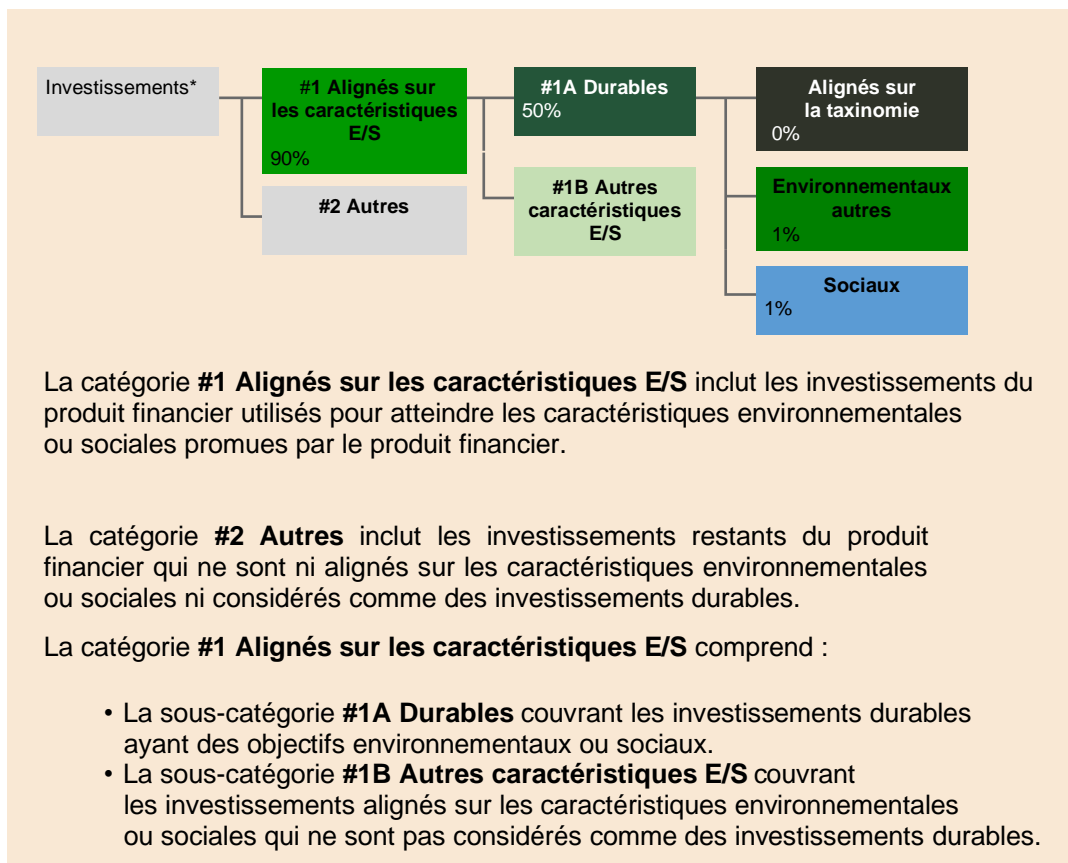 Investissements*
#1 Alignés sur
les caractéristiques
E/S
90%
#2 Autres
#1A Durables
50%
#1B Autres
caractéristiques
E/S
Alignés sur
la taxinomie
0%
Environnementaux
autres
1%
Sociaux
1%
La catégorie #1 Alignés sur les caractéristiques E/S inclut les investissements du
produit financier utilisés pour atteindre les caractéristiques environnementales
ou sociales promues par le produit financier.
La catégorie #2 Autres inclut les investissements restants du produit
financier qui ne sont ni alignés sur les caractéristiques environnementales
ou sociales ni considérés comme des investissements durables.
La catégorie #1 Alignés sur les caractéristiques E/S comprend :
• La sous-catégorie #1A Durables couvrant les investissements durables
ayant des objectifs environnementaux ou sociaux.
• La sous-catégorie #1B Autres caractéristiques E/S couvrant
les investissements alignés sur les caractéristiques environnementales
ou sociales qui ne sont pas considérés comme des investissements durables.